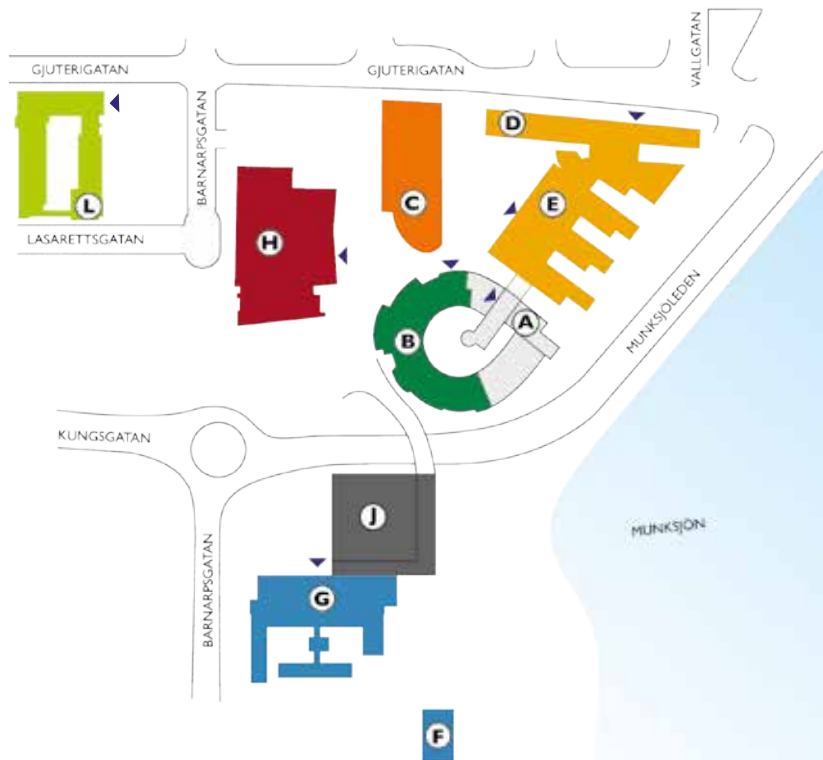 VALLGATAN
GJUTERIGATAN
GJUTERIGATAN
BARNARPSGATAN
D
L
C
E
LASARETTSGATAN
H
A
B
MUNKSJÖLEDEN
KUNGSGATAN
J
MUNKSJÖN
BARNARPSGATAN
G
F